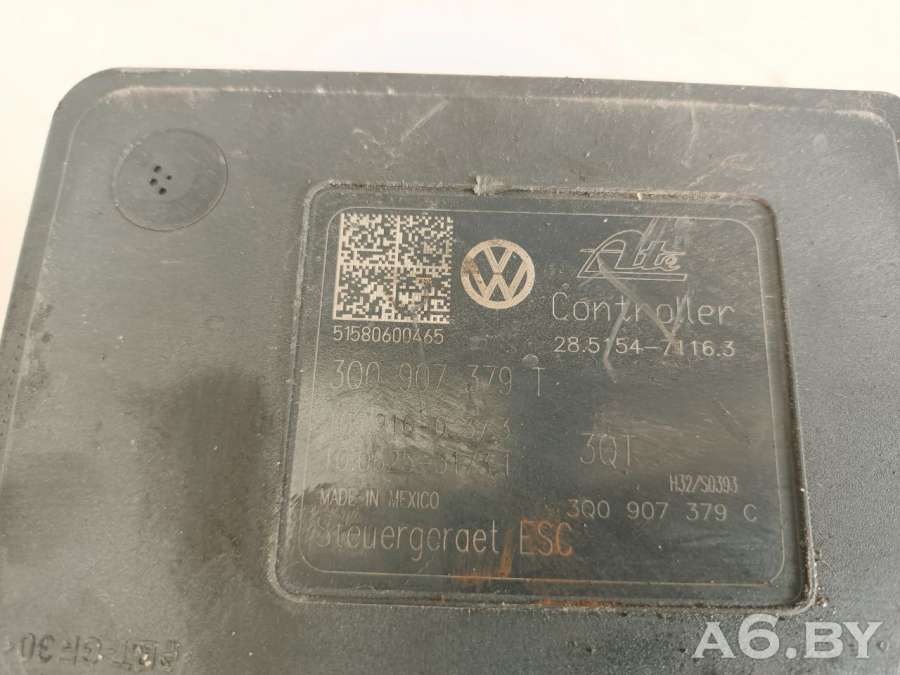 Ate
Controller
51580600465
28.5154-7116.3
3Q0 907 379 T
3QT
H32/S0393
MADE IN MEXICO
3Q0 907 379 C
Steuergeraet ESC
A6.BY